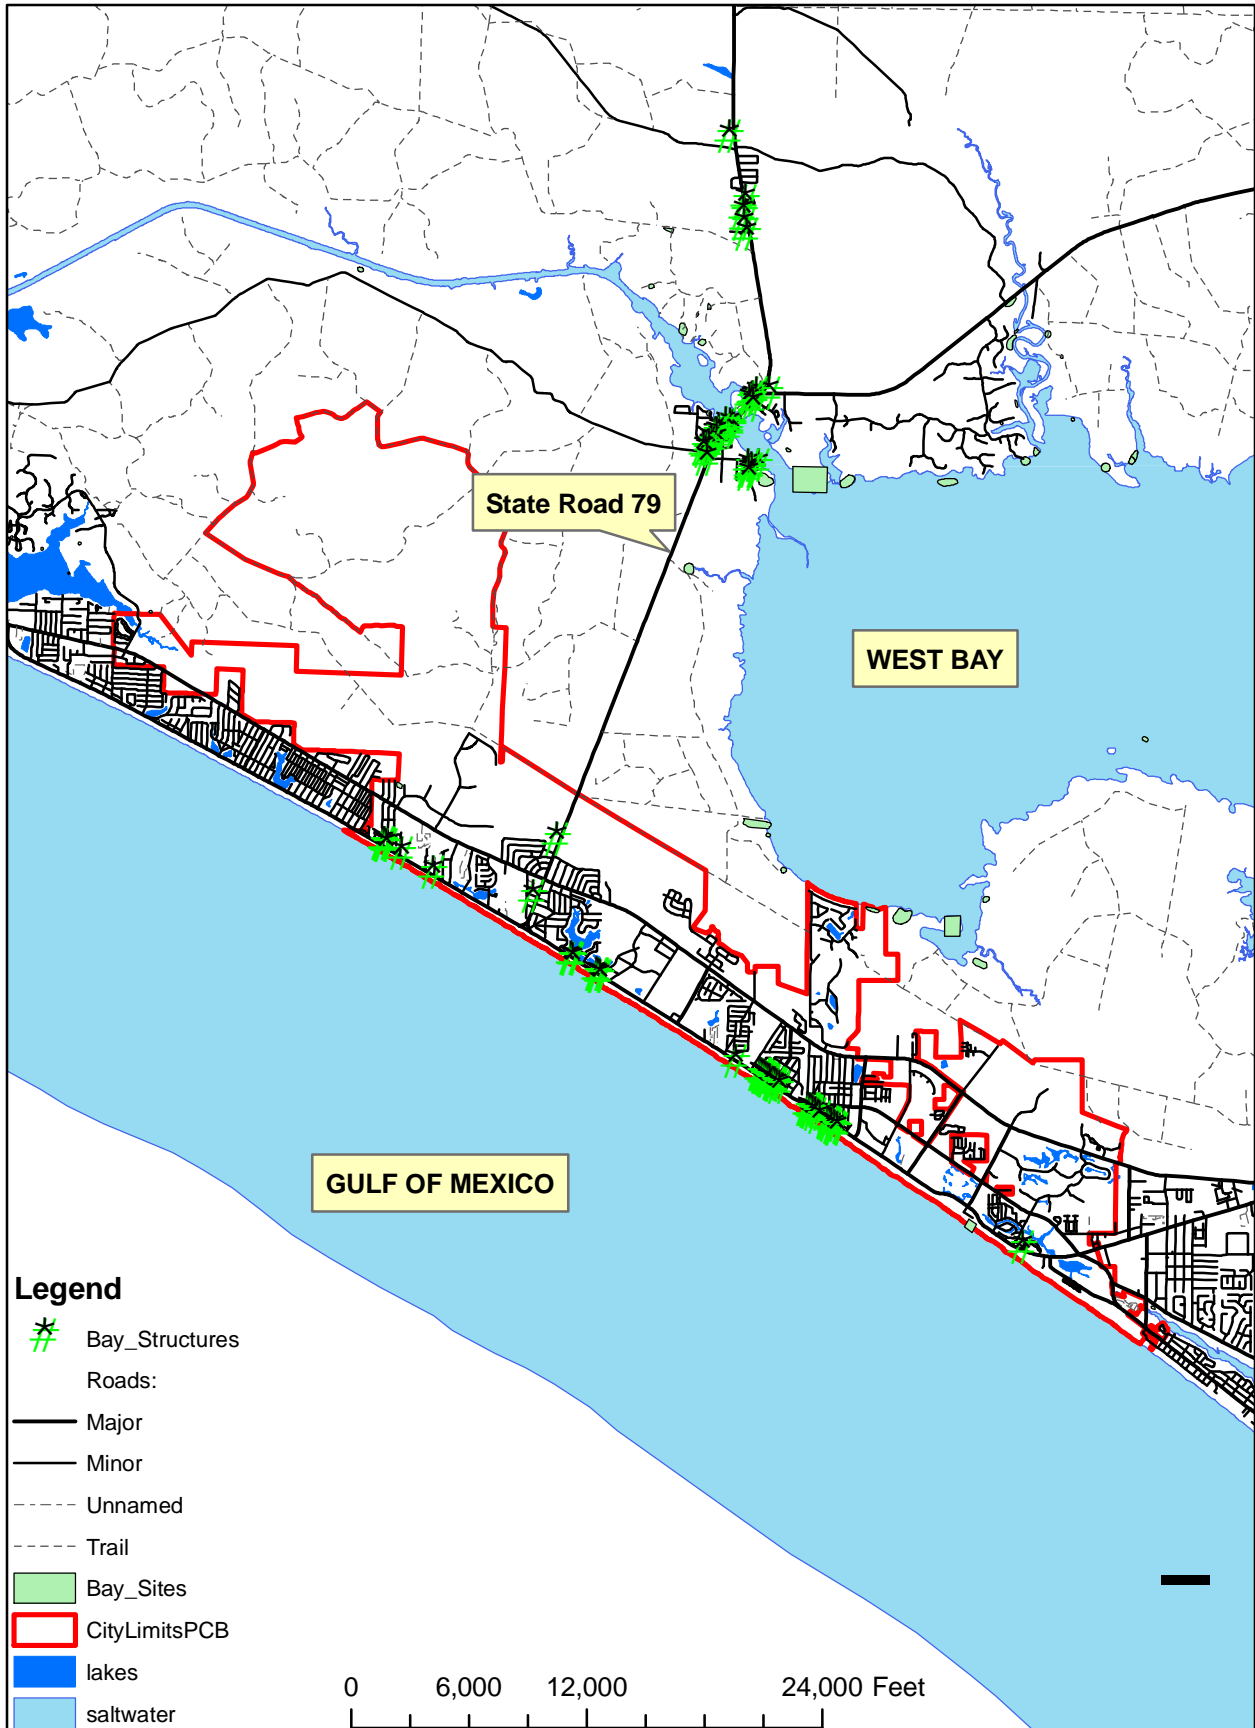 State Road 79
WEST BAY
GULF OF MEXICO
Legend
Bay_Structures
Roads:
Major
Minor
Unnamed
Trail
Bay_Sites
CityLimitsPCB
lakes
saltwater
0 6,000 12,000 24,000 Feet